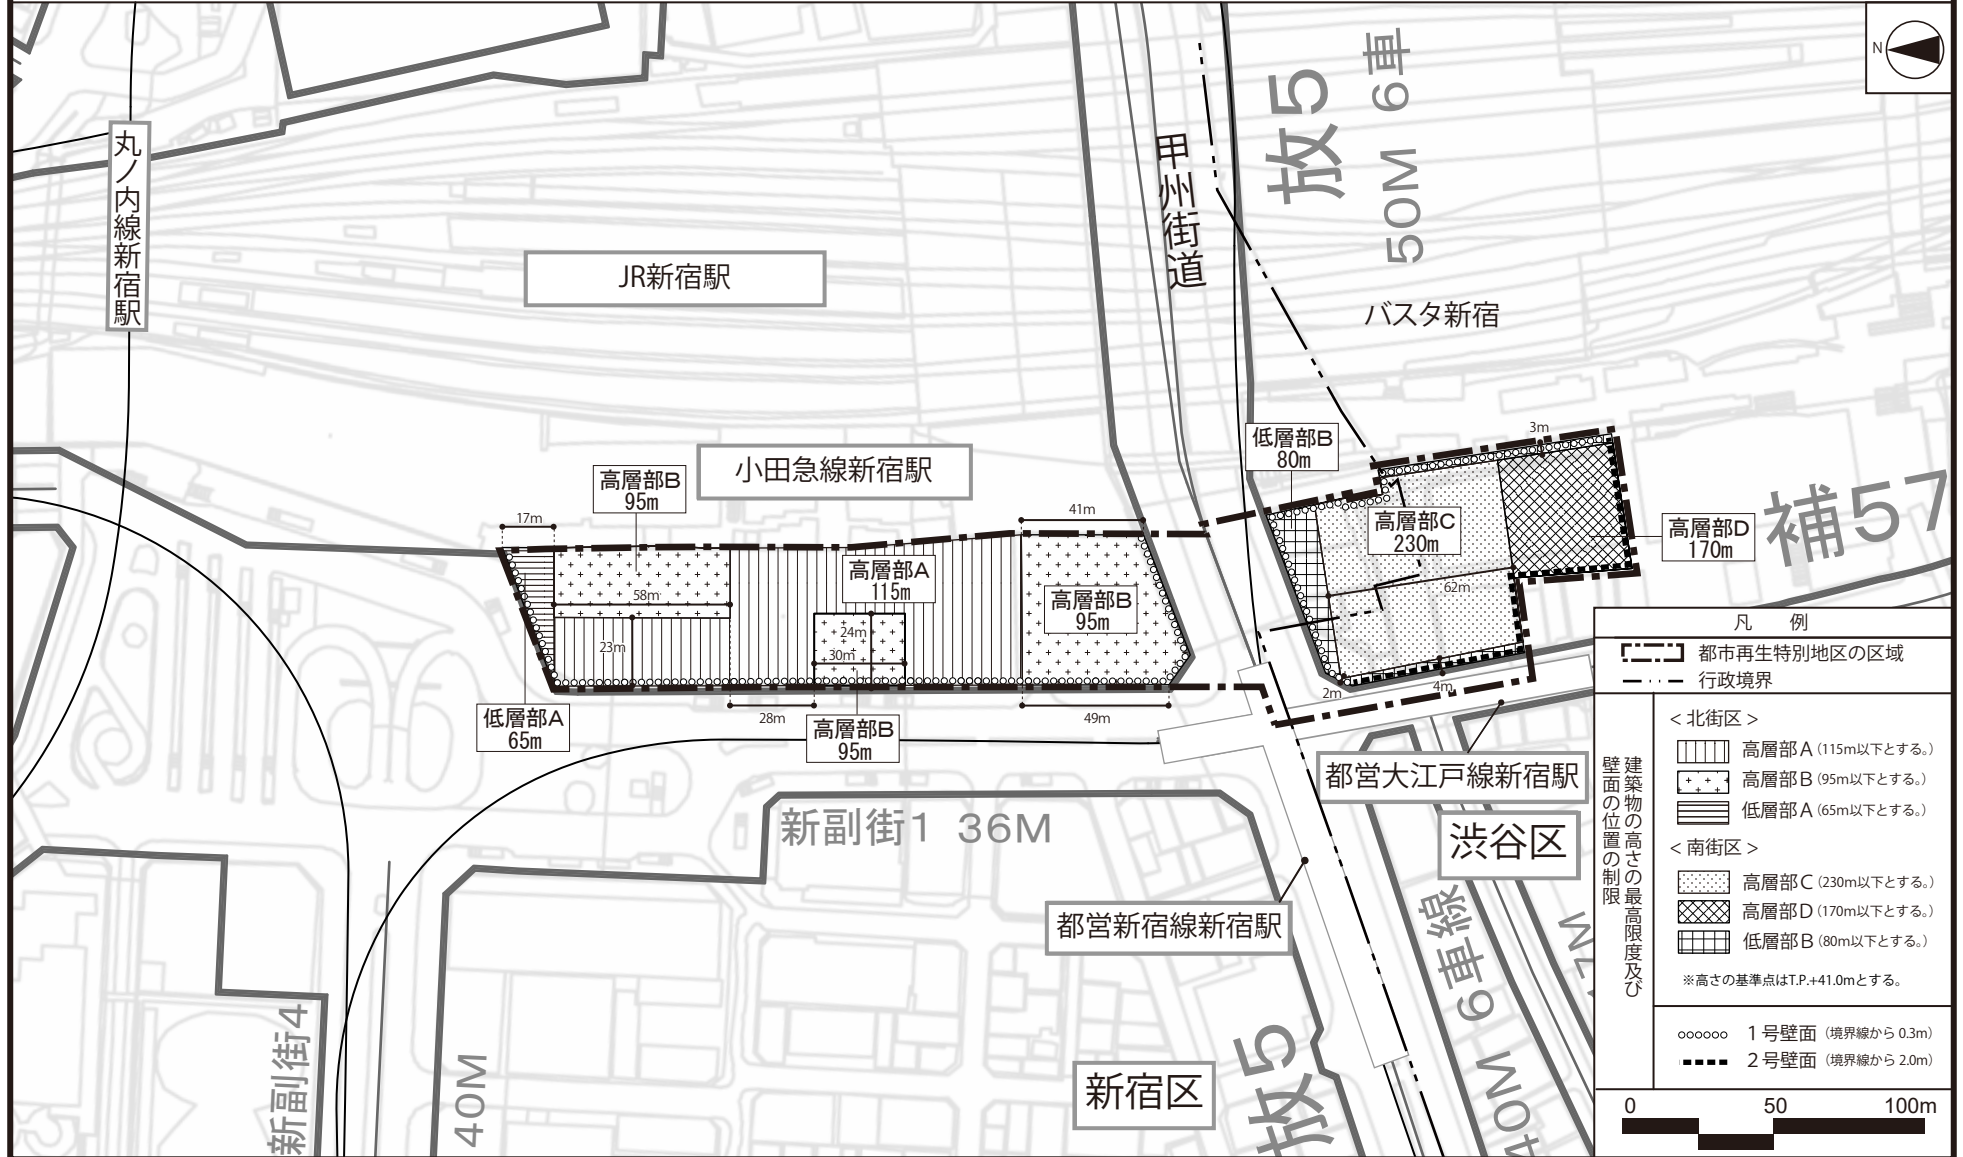 N
放5
50M 6車
丸ノ内線新宿駅
甲州街道
JR新宿駅
バスタ新宿
小田急線新宿駅
低層部B
80m
3m
高層部B
95m
17m
41m
高層部C
230m
高層部D
170m
補57
高層部A
115m
58m
高層部B
95m
62m
24m
23m
30m
2m
4m
低層部A
65m
28m
高層部B
95m
49m
都営大江戸線新宿駅
新副街1 36M
渋谷区
都営新宿線新宿駅
6車線
40M
新宿区
放5
新副街4
40M
凡 例
都市再生特別地区の区域
行政境界
建築物の高さの最高限度及び
壁面の位置の制限
<北街区>
高層部A(115m以下とする。)
高層部B(95m以下とする。)
低層部A(65m以下とする。)
<南街区>
高層部C(230m以下とする。)
高層部D(170m以下とする。)
低層部B(80m以下とする。)
※高さの基準点はT.P.+41.0mとする。
1号壁面(境界線から 0.3m)
2号壁面(境界線から 2.0m)
0 50 100m